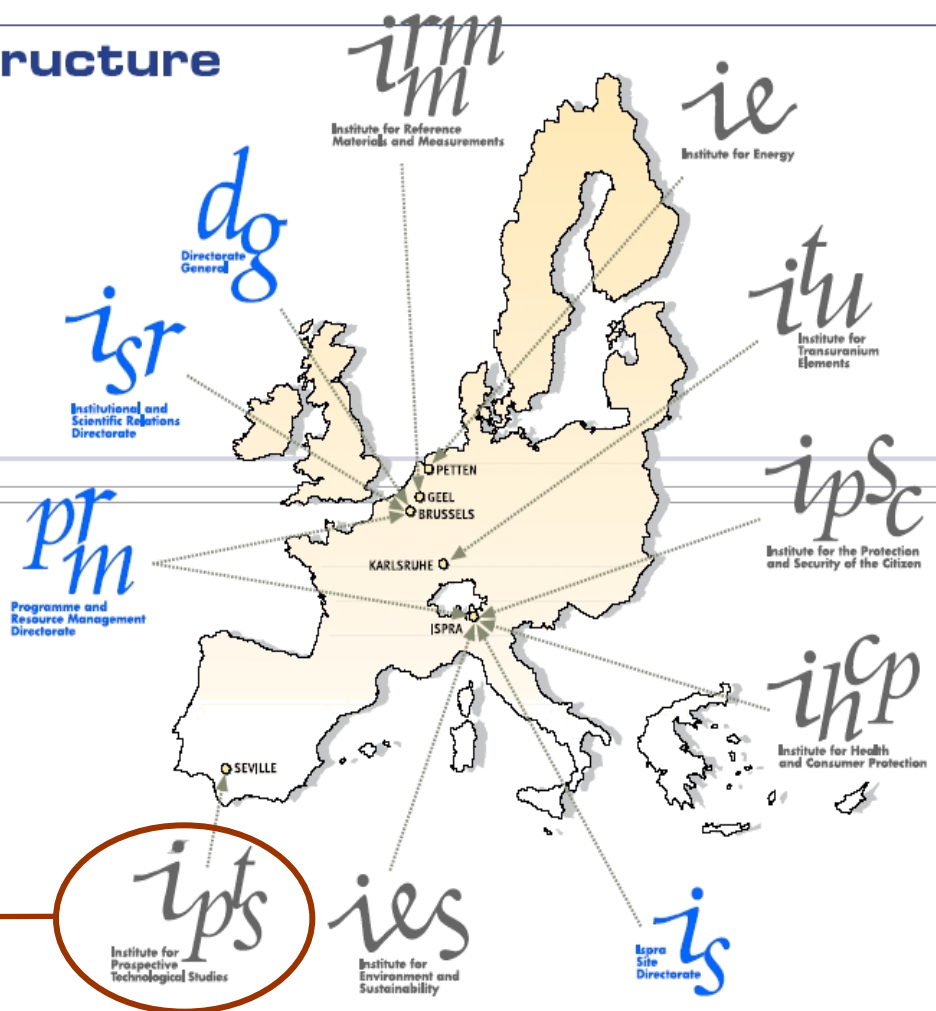 ructure
irm
m
Institute for Reference
Materials and Measurements
ie
Institute for Energy
dg
Directorate
General
itu
Institute for
Transuranium
Elements
isr
Institutional and
Scientific Relations
Directorate
PETTEN
GEEL
BRUSSELS
ipsc
Institute for the Protection
and Security of the Citizen
pr
m
Programme and
Resource Management
Directorate
KARLSRUHE
ISPRA
ihcp
Institute for Health
and Consumer Protection
SEVILLE
ipts
Institute for
Prospective
Technological Studies
ies
Institute for
Environment and
Sustainability
is
Ispra
Site
Directorate